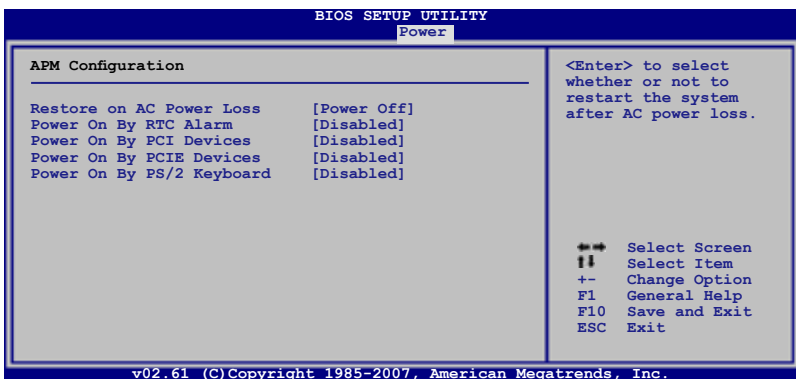 BIOS SETUP UTILITY
Power
APM Configuration
Restore on AC Power Loss [Power Off]
Power On By RTC Alarm [Disabled]
Power On By PCI Devices [Disabled]
Power On By PCIE Devices [Disabled]
Power On By PS/2 Keyboard [Disabled]
<Enter> to select
whether or not to
restart the system
after AC power loss.
←→ Select Screen
↑↓ Select Item
+- Change Option
F1 General Help
F10 Save and Exit
ESC Exit
v02.61 (C)Copyright 1985-2007, American Megatrends, Inc.